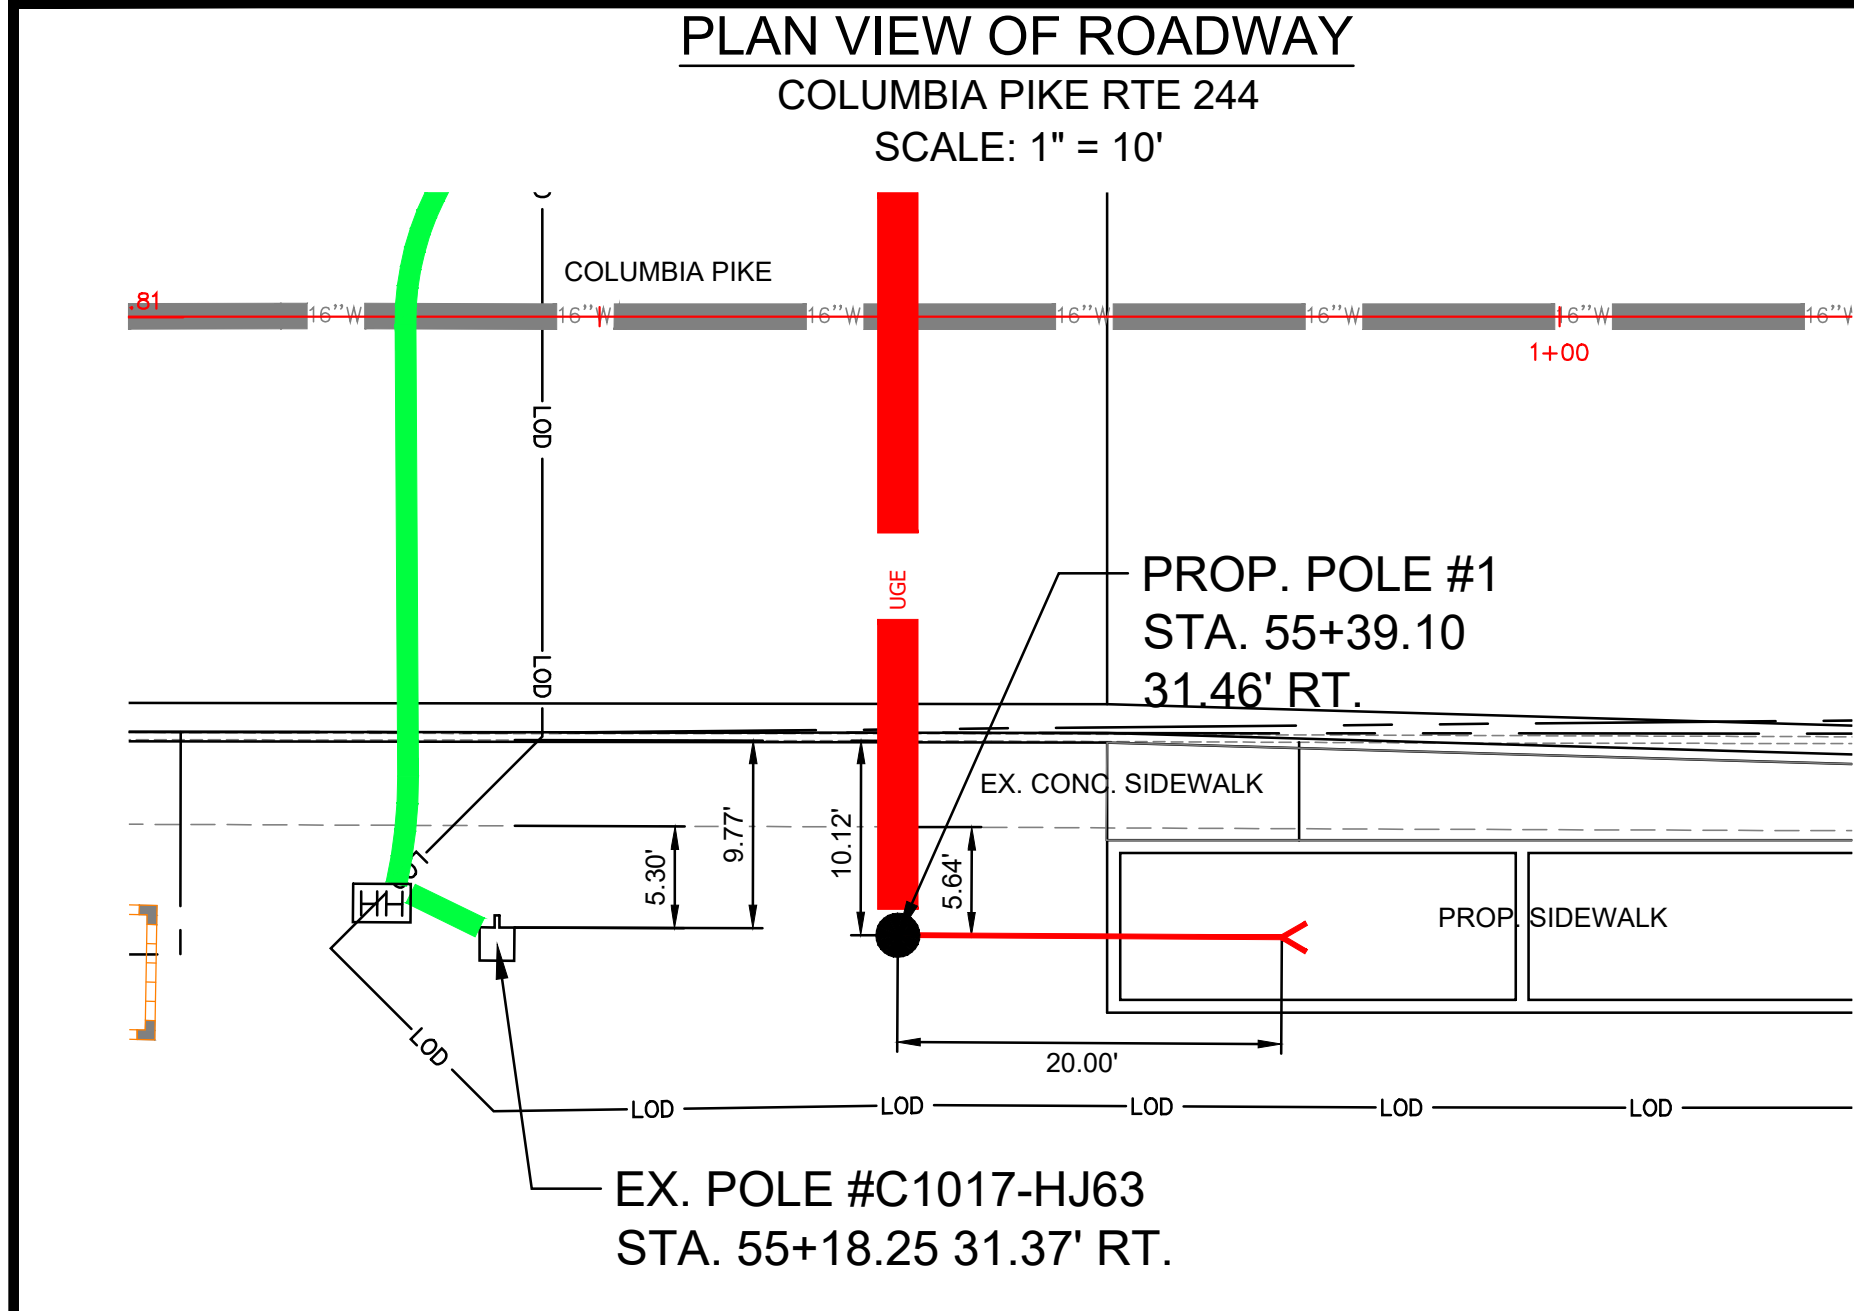 PLAN VIEW OF ROADWAY
COLUMBIA PIKE RTE 244
SCALE: 1" = 10'
COLUMBIA PIKE
.81
16"W 16"W 16"W 16"W 16"W 16"W 16"W
1+00
LOD
UGE
PROP. POLE #1
STA. 55+39.10
31.46' RT.
LOD
EX. CONC. SIDEWALK
5.30'
9.77'
10.12'
5.64'
HH
PROP. SIDEWALK
LOD
20.00'
LOD LOD LOD LOD LOD
EX. POLE #C1017-HJ63
STA. 55+18.25 31.37' RT.